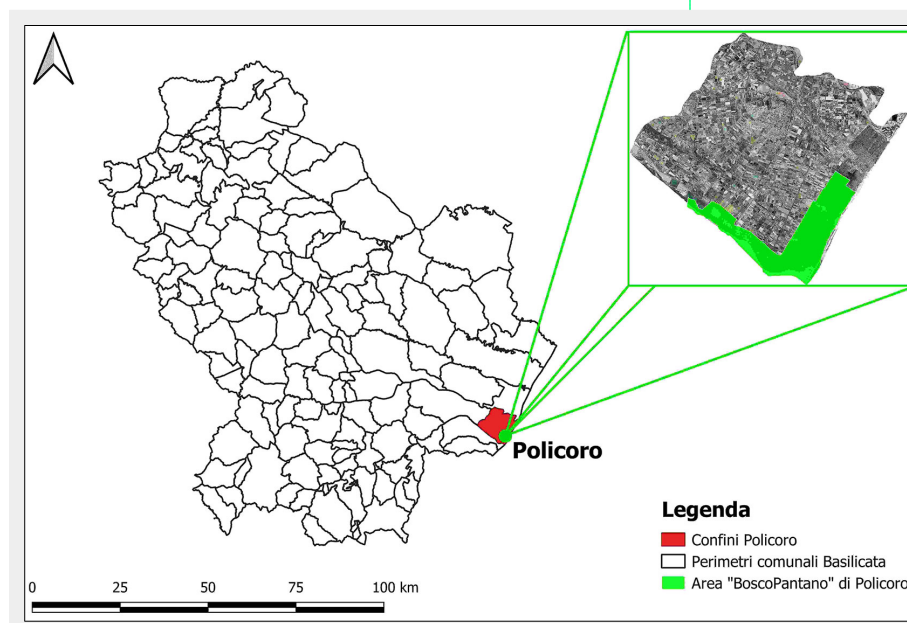 Policoro
Legenda
Confini Policoro
Perimetri comunali Basilicata
Area "BoscoPantano" di Policoro
0 25 50 75 100 km